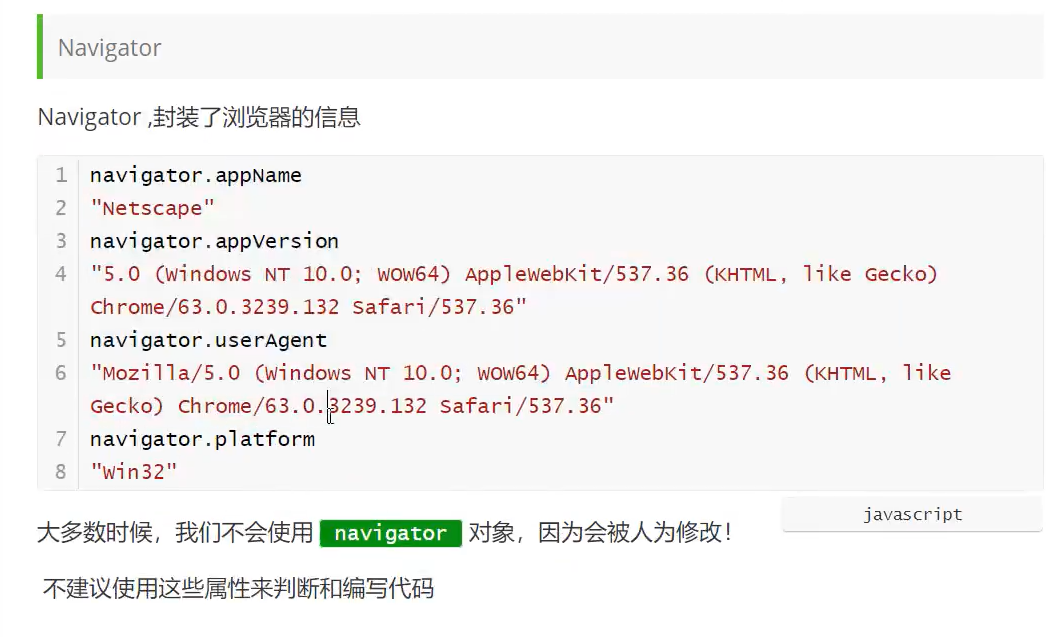 Navigator
Navigator ,封装了浏览器的信息
1 navigator.appName
2 "Netscape"
3 navigator.appVersion
4 "5.0 (Windows NT 10.0; WOW64) AppleWebKit/537.36 (KHTML, like Gecko)
Chrome/63.0.3239.132 Safari/537.36"
5 navigator.userAgent
6 "Mozilla/5.0 (Windows NT 10.0; WOW64) AppleWebKit/537.36 (KHTML, like
Gecko) Chrome/63.0.3239.132 Safari/537.36"
7 navigator.platform
8 "Win32"
javascript
大多数时候，我们不会使用 navigator 对象，因为会被人为修改！
不建议使用这些属性来判断和编写代码